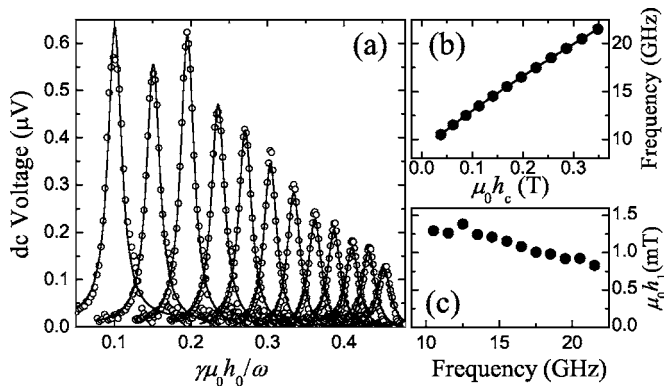 (a)
0.6
0.5
0.4
0.3
0.2
0.1
0.0
dc Voltage (μV)
0.1 0.2 0.3 0.4
γμ₀h₀/ω
(b)
20
15
10
Frequency (GHz)
0.0 0.1 0.2 0.3
μ₀h꜀ (T)
(c)
1.5
1.0
0.5
0.0
μ₀h₁ (mT)
10 15 20
Frequency (GHz)